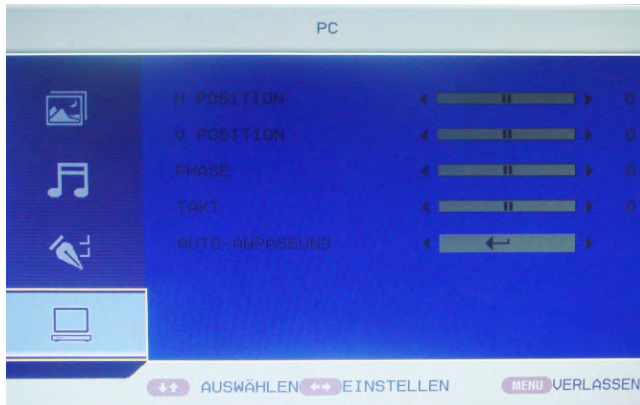 PC
H POSITION 0
V POSITION 0
PHASE 0
TAKT 0
AUTO-ANPASSUNG
AUSWÄHLEN EINSTELLEN MENU VERLASSEN